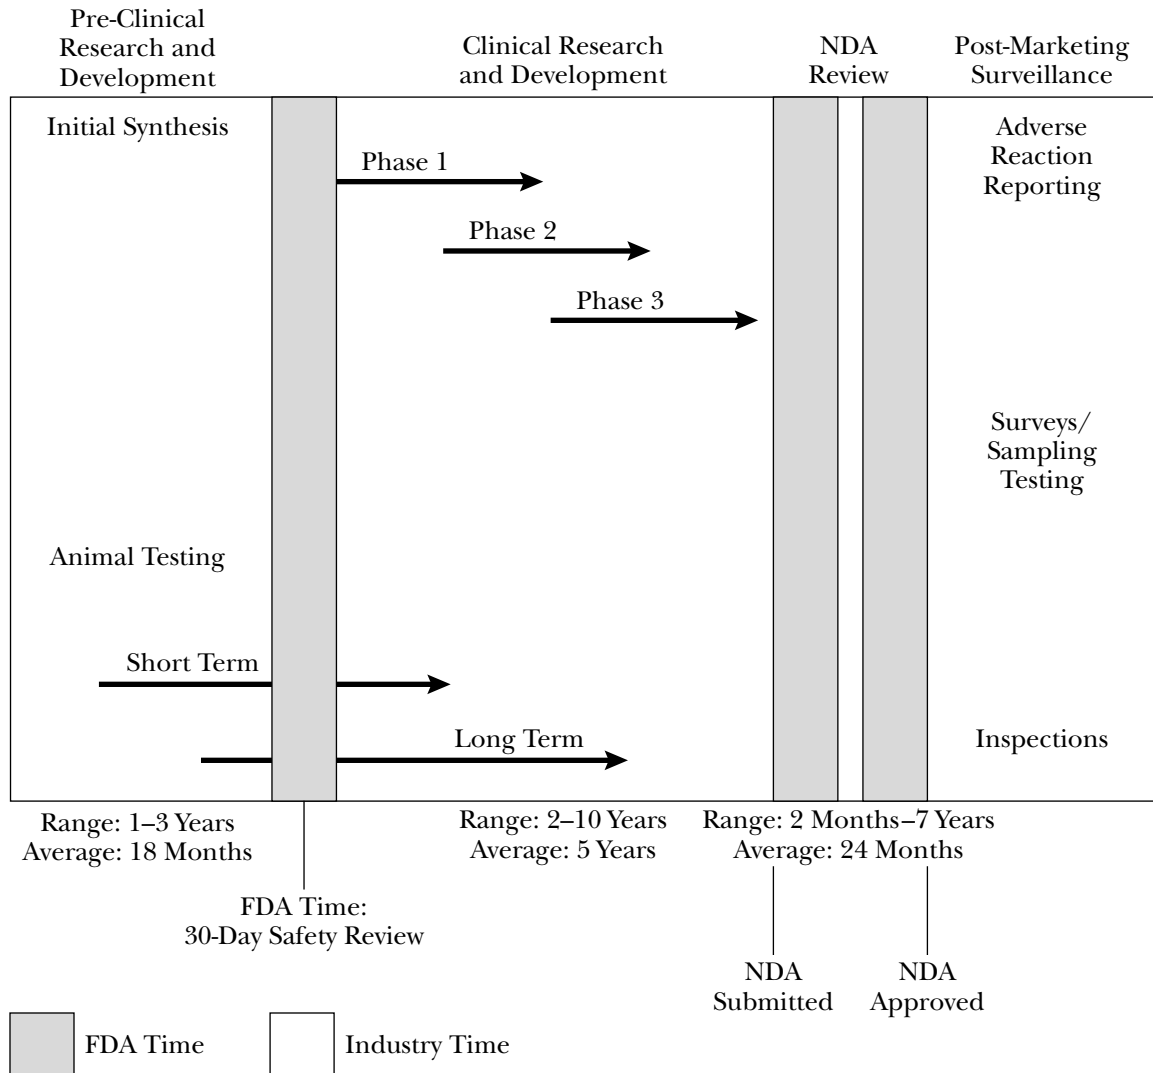 Pre-Clinical
Research and
Development
Clinical Research
and Development
NDA
Review
Post-Marketing
Surveillance
Initial Synthesis
Phase 1
Phase 2
Phase 3
Adverse
Reaction
Reporting
Surveys/
Sampling
Testing
Animal Testing
Short Term
Long Term
Inspections
Range: 1–3 Years
Average: 18 Months
Range: 2–10 Years
Average: 5 Years
Range: 2 Months–7 Years
Average: 24 Months
FDA Time:
30-Day Safety Review
NDA
Submitted
NDA
Approved
FDA Time
Industry Time